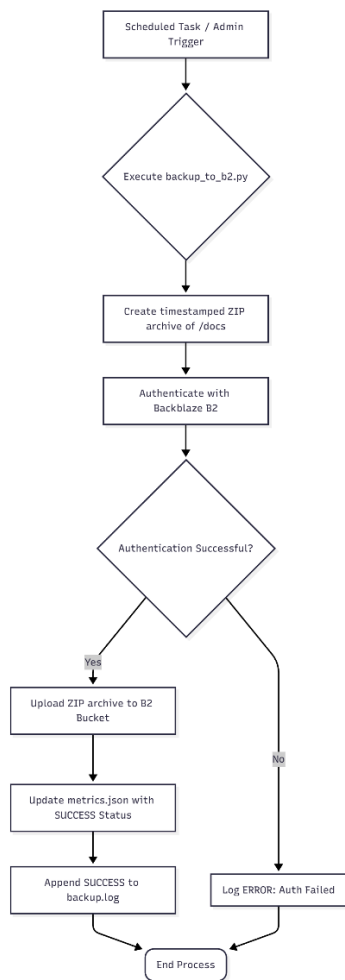 Scheduled Task / Admin
Trigger
Execute backup_to_b2.py
Create timestamped ZIP
archive of /docs
Authenticate with
Backblaze B2
Authentication Successful?
Yes
Upload ZIP archive to B2
Bucket
No
Update metrics.json with
SUCCESS Status
Append SUCCESS to
backup.log
Log ERROR: Auth Failed
End Process